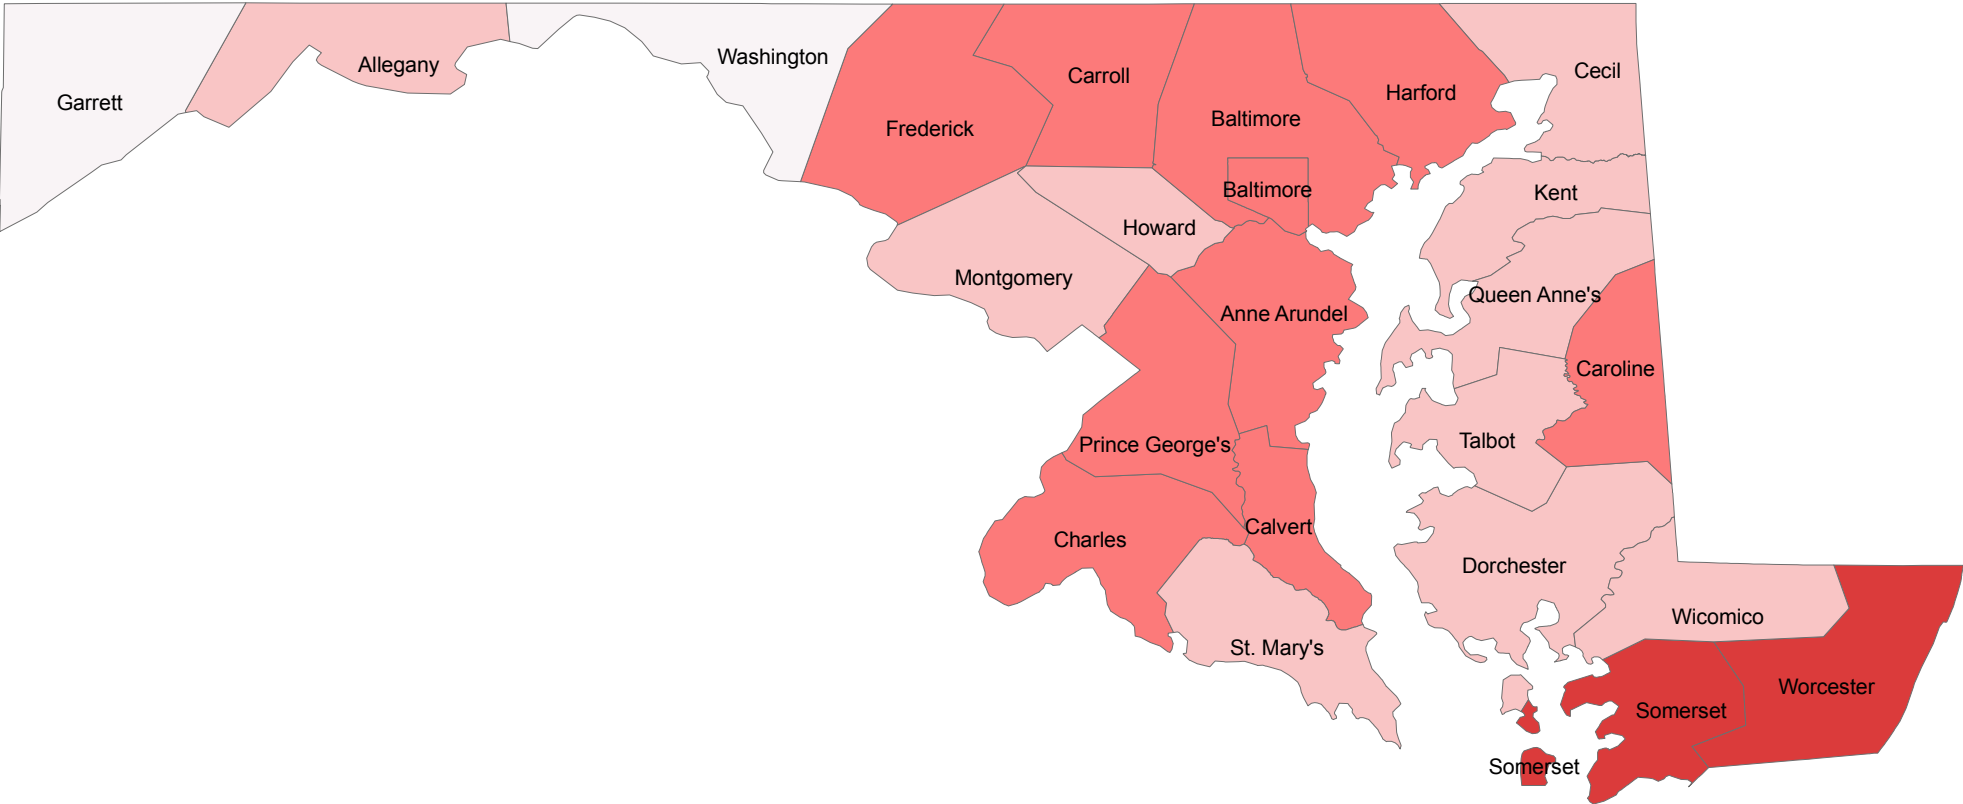 Washington
Allegany
Cecil
Carroll
Harford
Garrett
Baltimore
Frederick
Baltimore
Kent
Howard
Montgomery
Queen Anne's
Anne Arundel
Caroline
Talbot
Prince George's
Calvert
Charles
Dorchester
Wicomico
St. Mary's
Worcester
Somerset
Somerset